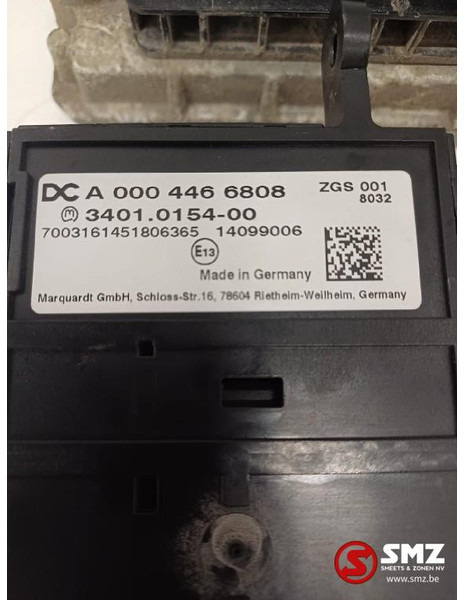 DC A 000 446 6808 ZGS 001
8032
m 3401.0154-00
7003161451806365 14099006
E13
Made in Germany
Marquardt GmbH, Schloss-Str.16, 78604 Rietheim-Weilheim, Germany
SMZ
SMEETS & ZONEN NV
www.smz.be